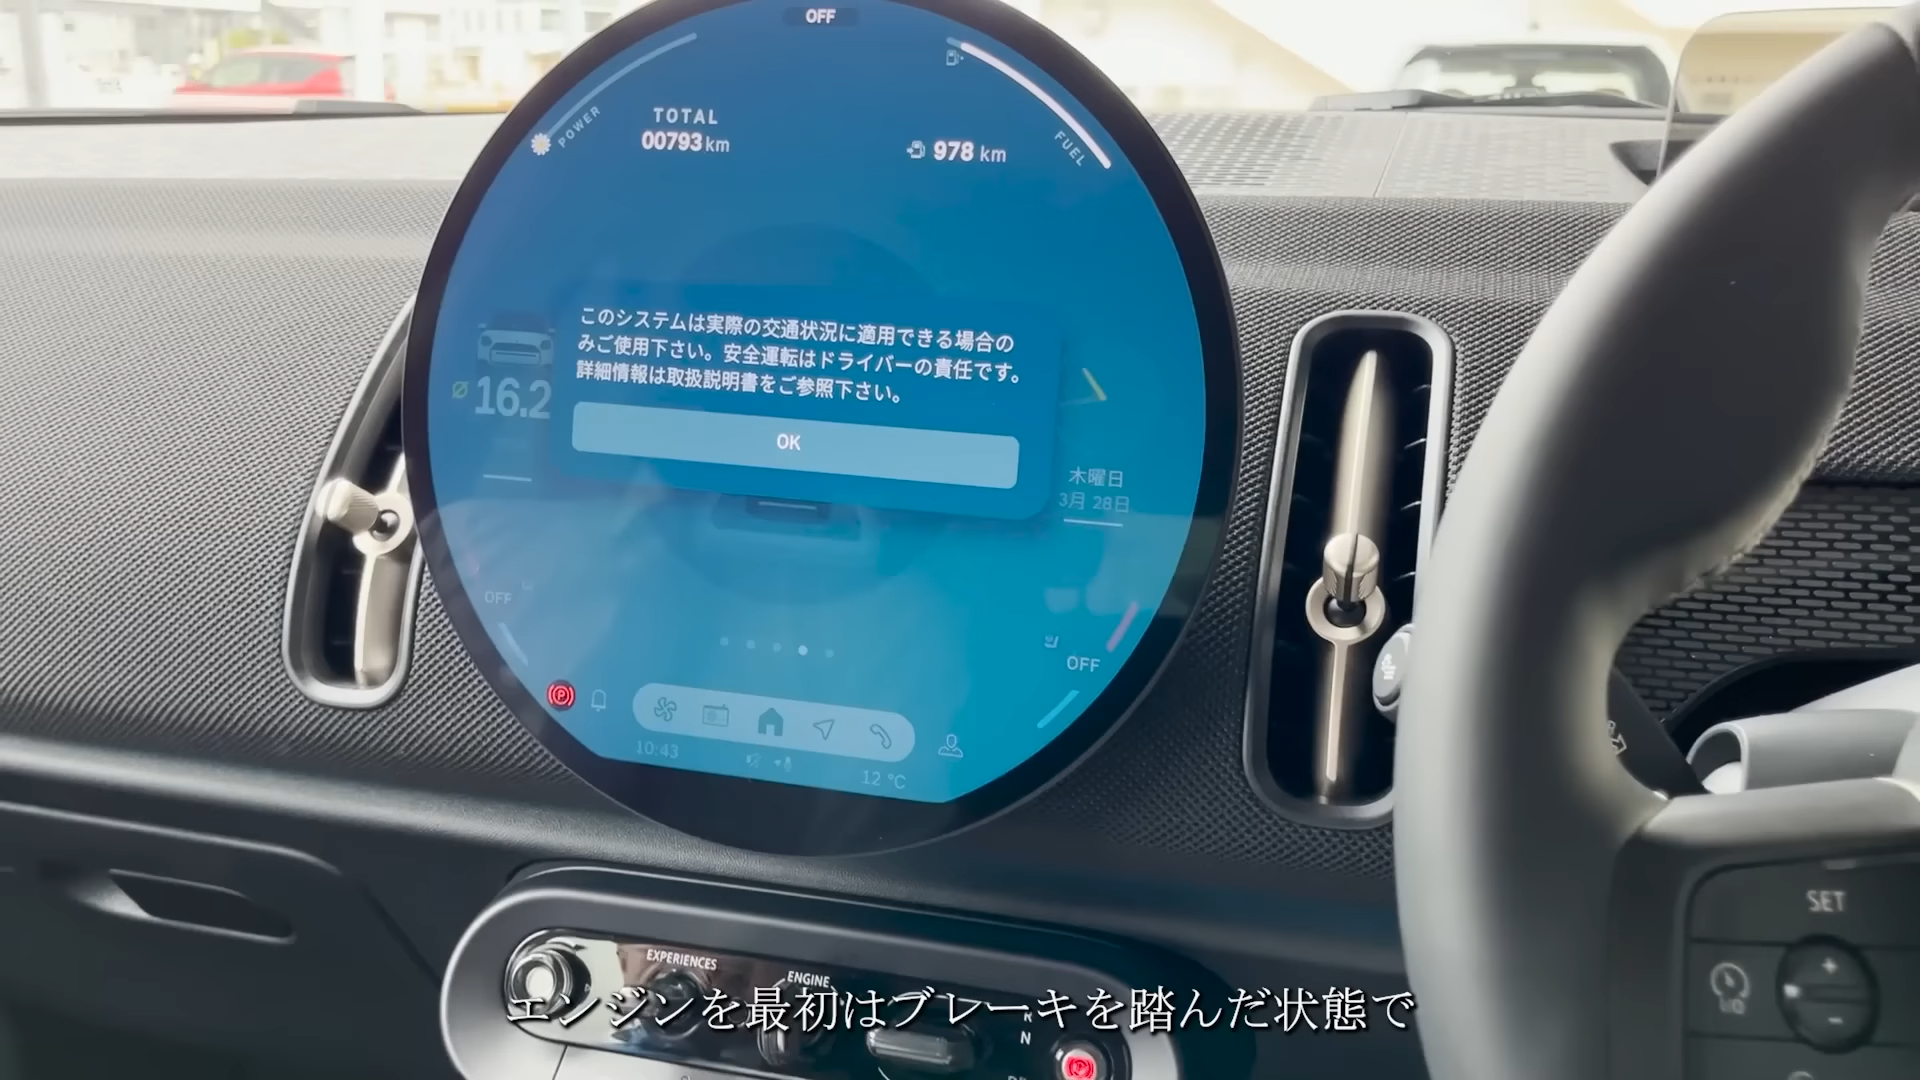 OFF
POWER
TOTAL
00793 km
978 km
FUEL
このシステムは実際の交通状況に適用できる場合の
みご使用下さい。安全運転はドライバーの責任です。
詳細情報は取扱説明書をご参照下さい。
OK
16.2
木曜日
3月 28日
OFF
OFF
10:43
12 °C
SET
EXPERIENCES
ENGINE
R
N
エンジンを最初はブレーキを踏んだ状態で